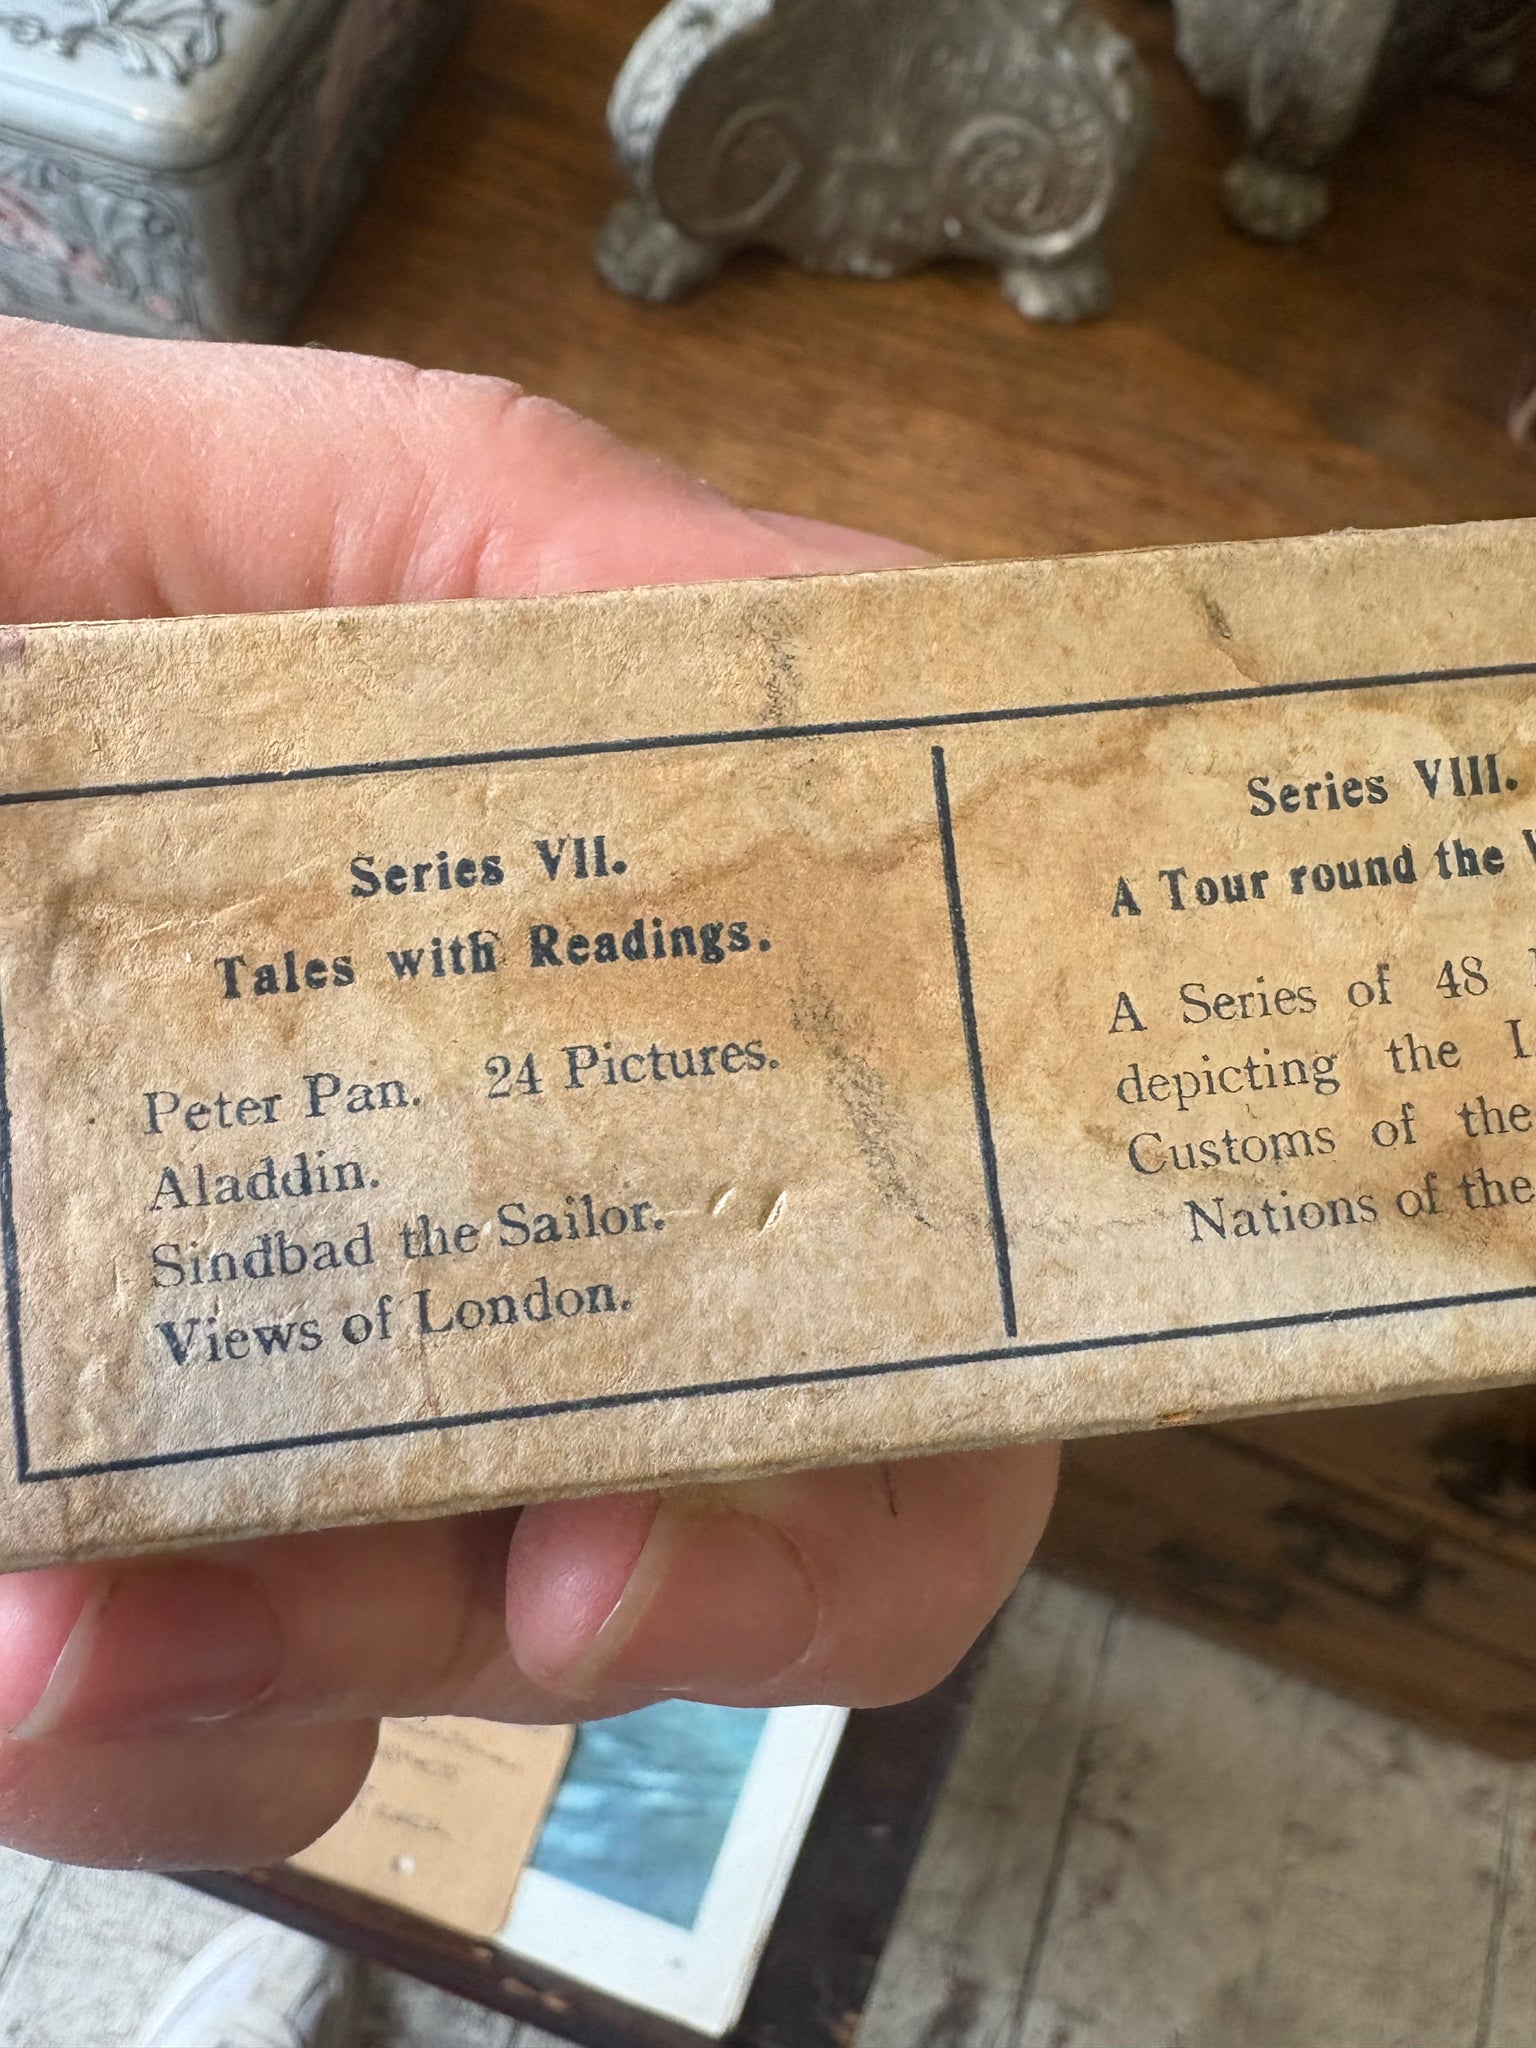 Series VII.
Tales with Readings.
Peter Pan. 24 Pictures.
Aladdin.
Sindbad the Sailor.
Views of London.
Series VIII.
A Tour round the
A Series of 48
depicting the
Customs of the
Nations of the